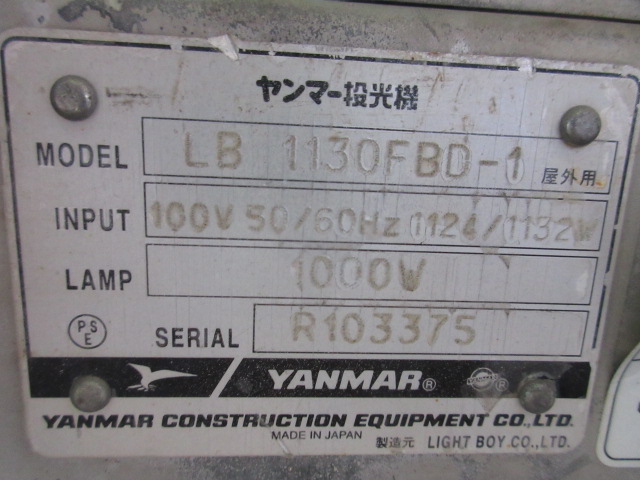 ヤンマー投光機
MODEL LB 1130FBD-1 屋外用
INPUT 100V 50/60Hz 1124/1132W
LAMP 1000W
PSE SERIAL R103375
YANMAR®
YANMAR CONSTRUCTION EQUIPMENT CO.,LTD.
MADE IN JAPAN 製造元 LIGHT BOY CO.,LTD.